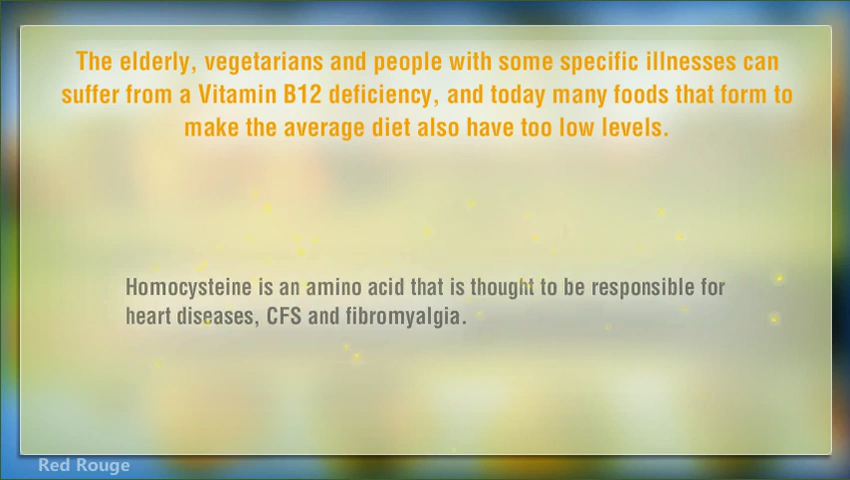 The elderly, vegetarians and people with some specific illnesses can
suffer from a Vitamin B12 deficiency, and today many foods that form to
make the average diet also have too low levels.
Homocysteine is an amino acid that is thought to be responsible for
heart diseases, CFS and fibromyalgia.
Red Rouge